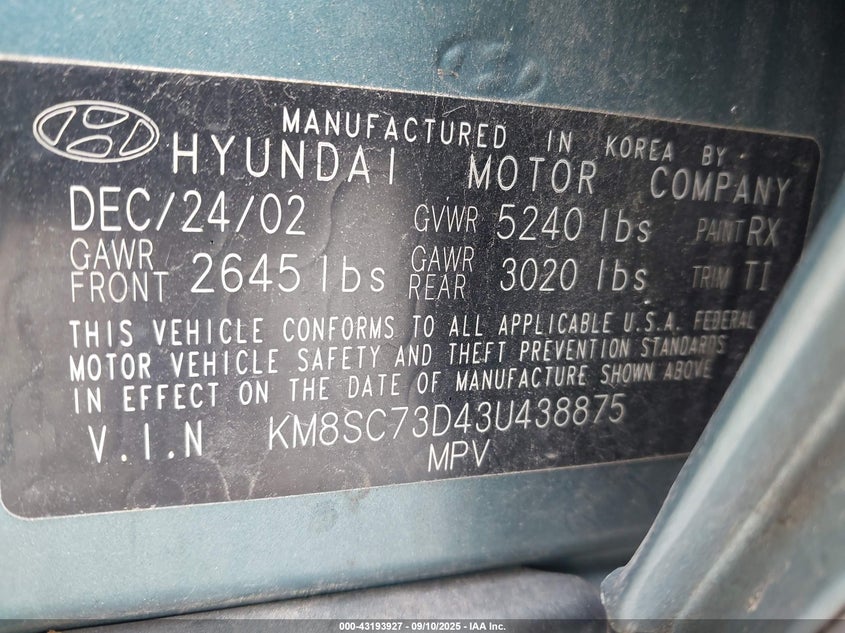 MANUFACTURED IN KOREA BY
HYUNDAI MOTOR COMPANY
DEC/24/02 GVWR 5240 lbs PAINT RX
GAWR FRONT 2645 lbs GAWR REAR 3020 lbs TRIM TI
THIS VEHICLE CONFORMS TO ALL APPLICABLE U.S.A. FEDERAL
MOTOR VEHICLE SAFETY AND THEFT PREVENTION STANDARDS
IN EFFECT ON THE DATE OF MANUFACTURE SHOWN ABOVE
V.I.N KM8SC73D43U438875
MPV
000-43193927 - 09/10/2025 - IAA Inc.